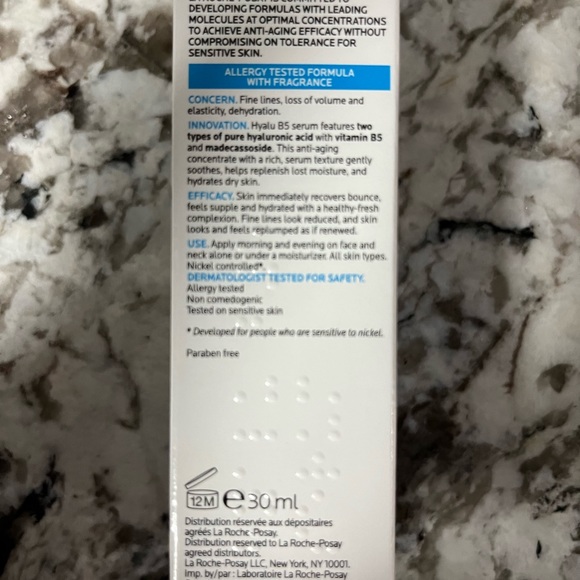 DEVELOPING FORMULAS WITH LEADING
MOLECULES AT OPTIMAL CONCENTRATIONS
TO ACHIEVE ANTI-AGING EFFICACY WITHOUT
COMPROMISING ON TOLERANCE FOR
SENSITIVE SKIN.
ALLERGY TESTED FORMULA
WITH FRAGRANCE
CONCERN. Fine lines, loss of volume and
elasticity, dehydration.
INNOVATION. Hyalu B5 serum features two
types of pure hyaluronic acid with vitamin B5
and madecassoside. This anti-aging
concentrate with a rich, serum texture gently
soothes, helps replenish lost moisture, and
hydrates dry skin.
EFFICACY. Skin immediately recovers bounce,
feels supple and hydrated with a healthy-fresh
complexion. Fine lines look reduced, and skin
looks and feels replumped as if renewed.
USE. Apply morning and evening on face and
neck alone or under a moisturizer. All skin types.
Nickel controlled*.
DERMATOLOGIST TESTED FOR SAFETY.
Allergy tested
Non comedogenic
Tested on sensitive skin
* Developed for people who are sensitive to nickel.
Paraben free
12M e 30 ml
Distribution réservée aux dépositaires
agréés La Roche-Posay.
Distribution reserved to La Roche-Posay
agreed distributors.
La Roche-Posay LLC, New York, NY 10001.
Imp. by/par : Laboratoire La Roche-Posay